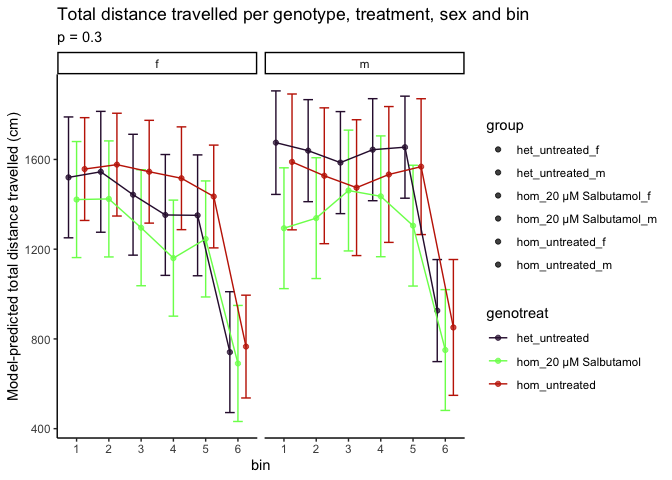 Total distance travelled per genotype, treatment, sex and bin
p = 0.3
f
m
Model-predicted total distance travelled (cm)
1600
1200
800
400
1 2 3 4 5 6
1 2 3 4 5 6
bin
group
het_untreated_f
het_untreated_m
hom_20 µM Salbutamol_f
hom_20 µM Salbutamol_m
hom_untreated_f
hom_untreated_m
genotreat
het_untreated
hom_20 µM Salbutamol
hom_untreated